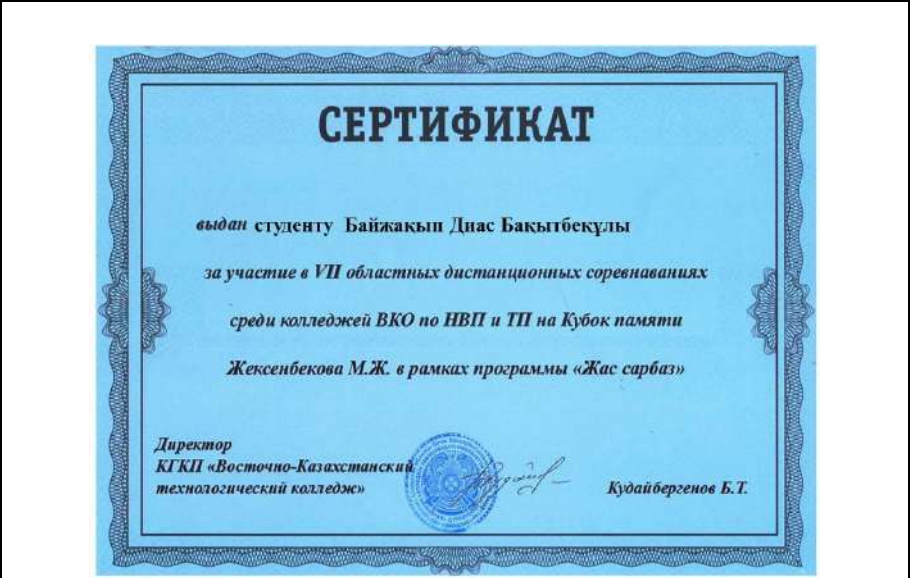 СЕРТИФИКАТ
выдан студенту Байжақып Диас Бақытбекұлы
за участие в VII областных дистанционных соревнаваниях
среди колледжей ВКО по НВП и ТП на Кубок памяти
Жексенбекова М.Ж. в рамках программы «Жас сарбаз»
Директор
КГКП «Восточно-Казахстанский
технологический колледж»
Кудайбергенов Б.Т.